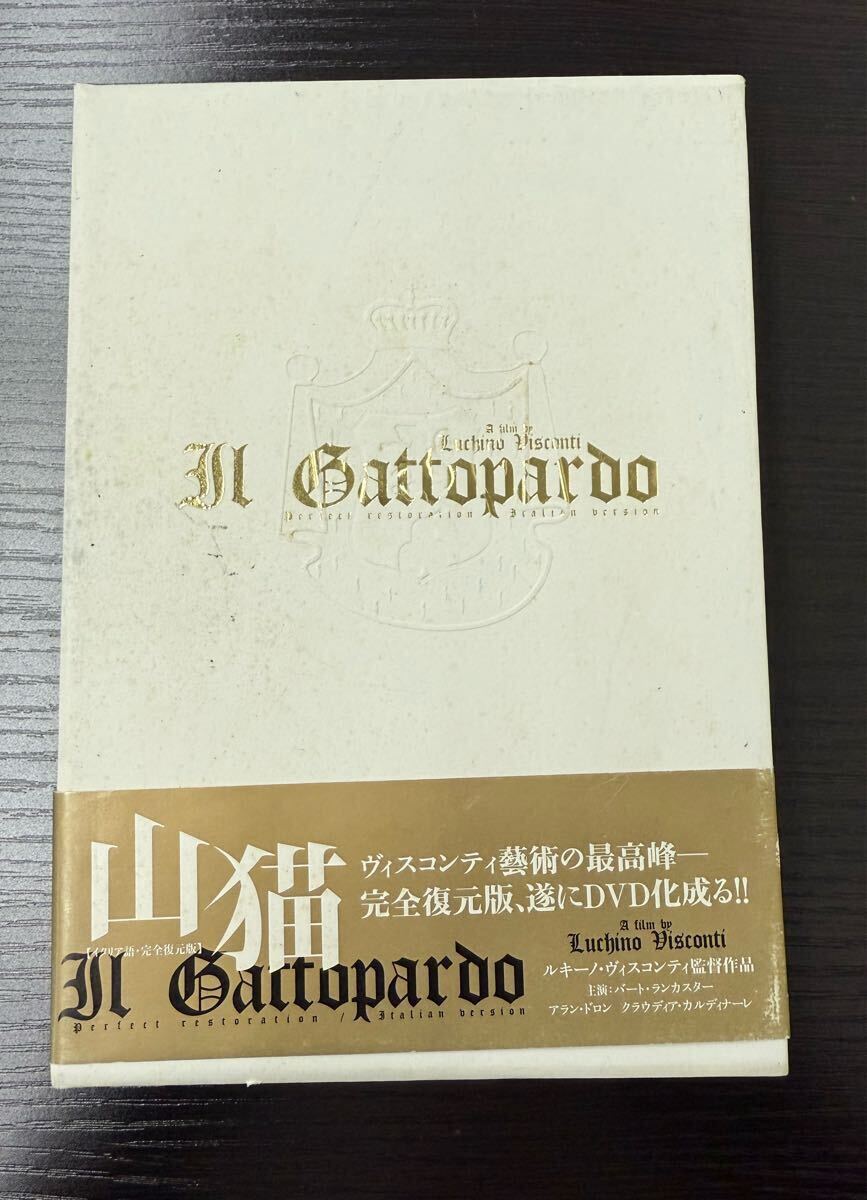 A film by
Luchino Visconti
Il Gattopardo
Perfect restoration / Italian version
山猫
ヴィスコンティ藝術の最高峰―
完全復元版、遂にDVD化成る!!
【イタリア語・完全復元版】
Il Gattopardo
Perfect restoration / Italian version
A film by
Luchino Visconti
ルキーノ・ヴィスコンティ監督作品
主演：バート・ランカスター
アラン・ドロン クラウディア・カルディナーレ